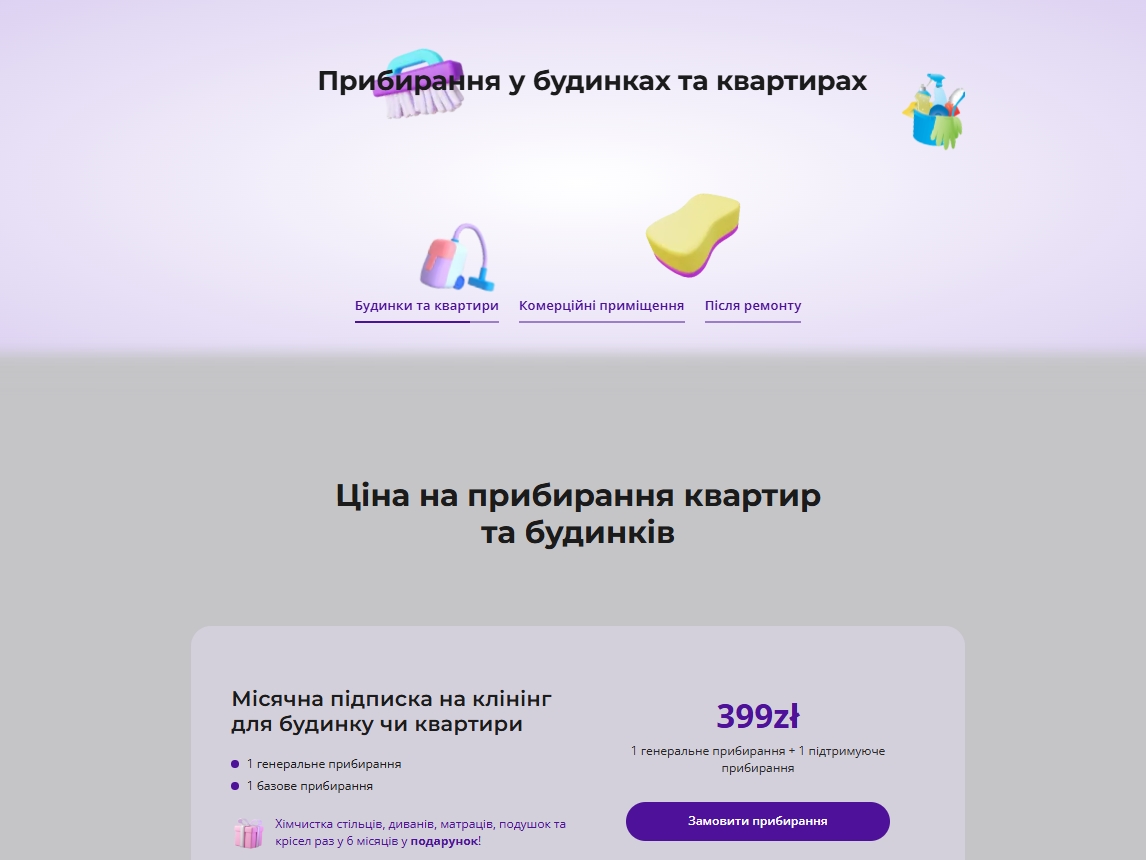 Прибирання у будинках та квартирах
Будинки та квартири Комерційні приміщення Після ремонту
Ціна на прибирання квартир
та будинків
Місячна підписка на клінінг
для будинку чи квартири
1 генеральне прибирання
1 базове прибирання
Хімчистка стільців, диванів, матраців, подушок та
крісел раз у 6 місяців у подарунок!
399zł
1 генеральне прибирання + 1 підтримуюче
прибирання
Замовити прибирання